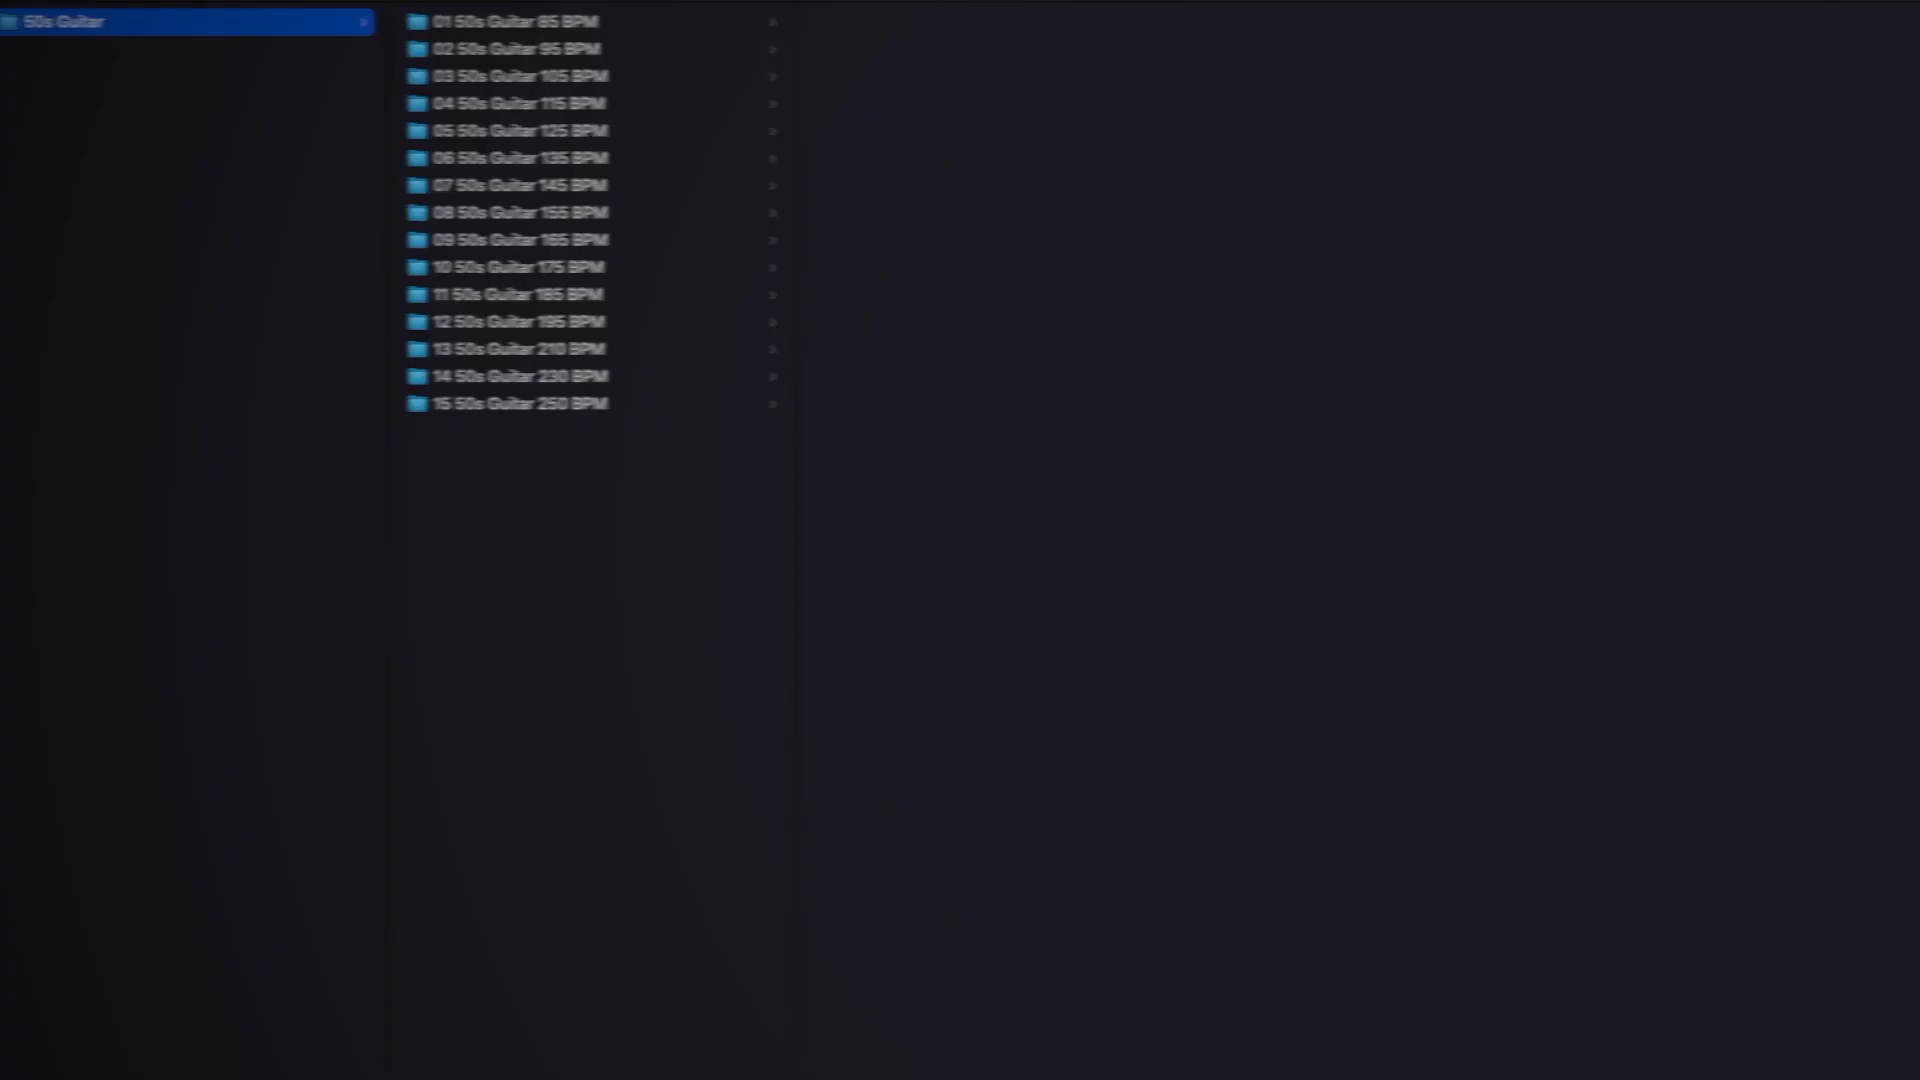 50s Guitar
01 50s Guitar 85 BPM
02 50s Guitar 95 BPM
03 50s Guitar 105 BPM
04 50s Guitar 115 BPM
05 50s Guitar 125 BPM
06 50s Guitar 135 BPM
07 50s Guitar 145 BPM
08 50s Guitar 155 BPM
09 50s Guitar 165 BPM
10 50s Guitar 175 BPM
11 50s Guitar 185 BPM
12 50s Guitar 195 BPM
13 50s Guitar 210 BPM
14 50s Guitar 230 BPM
15 50s Guitar 250 BPM